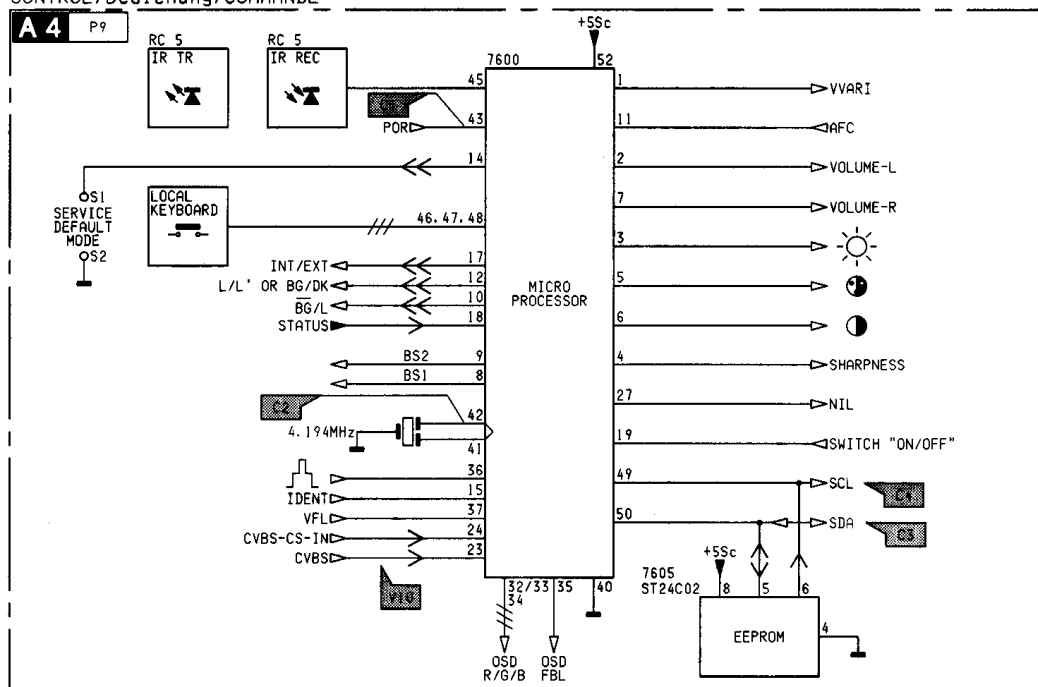 CONTROL/Bedienung/COMMANDE
A 4 P9
RC 5
IR TR
RC 5
IR REC
7600
+5Sc
52
45
1
VVARI
POR
43
11
AFC
14
2
VOLUME-L
S1
SERVICE
DEFAULT
MODE
S2
LOCAL
KEYBOARD
46.47.48
7
VOLUME-R
3
INT/EXT
17
L/L' OR BG/DK
12
BG/L
10
STATUS
18
MICRO
PROCESSOR
5
6
BS2
9
BS1
8
4
SHARPNESS
C2
42
4.194MHz
41
27
NIL
19
SWITCH "ON/OFF"
36
IDENT
15
VFL
37
CVBS-CS-IN
24
CVBS
23
49
SCL
C4
50
SDA
C3
V10
32/33
34
35
40
OSD
R/G/B
OSD
FBL
+5Sc
7605
ST24C02
8
5
6
EEPROM
4